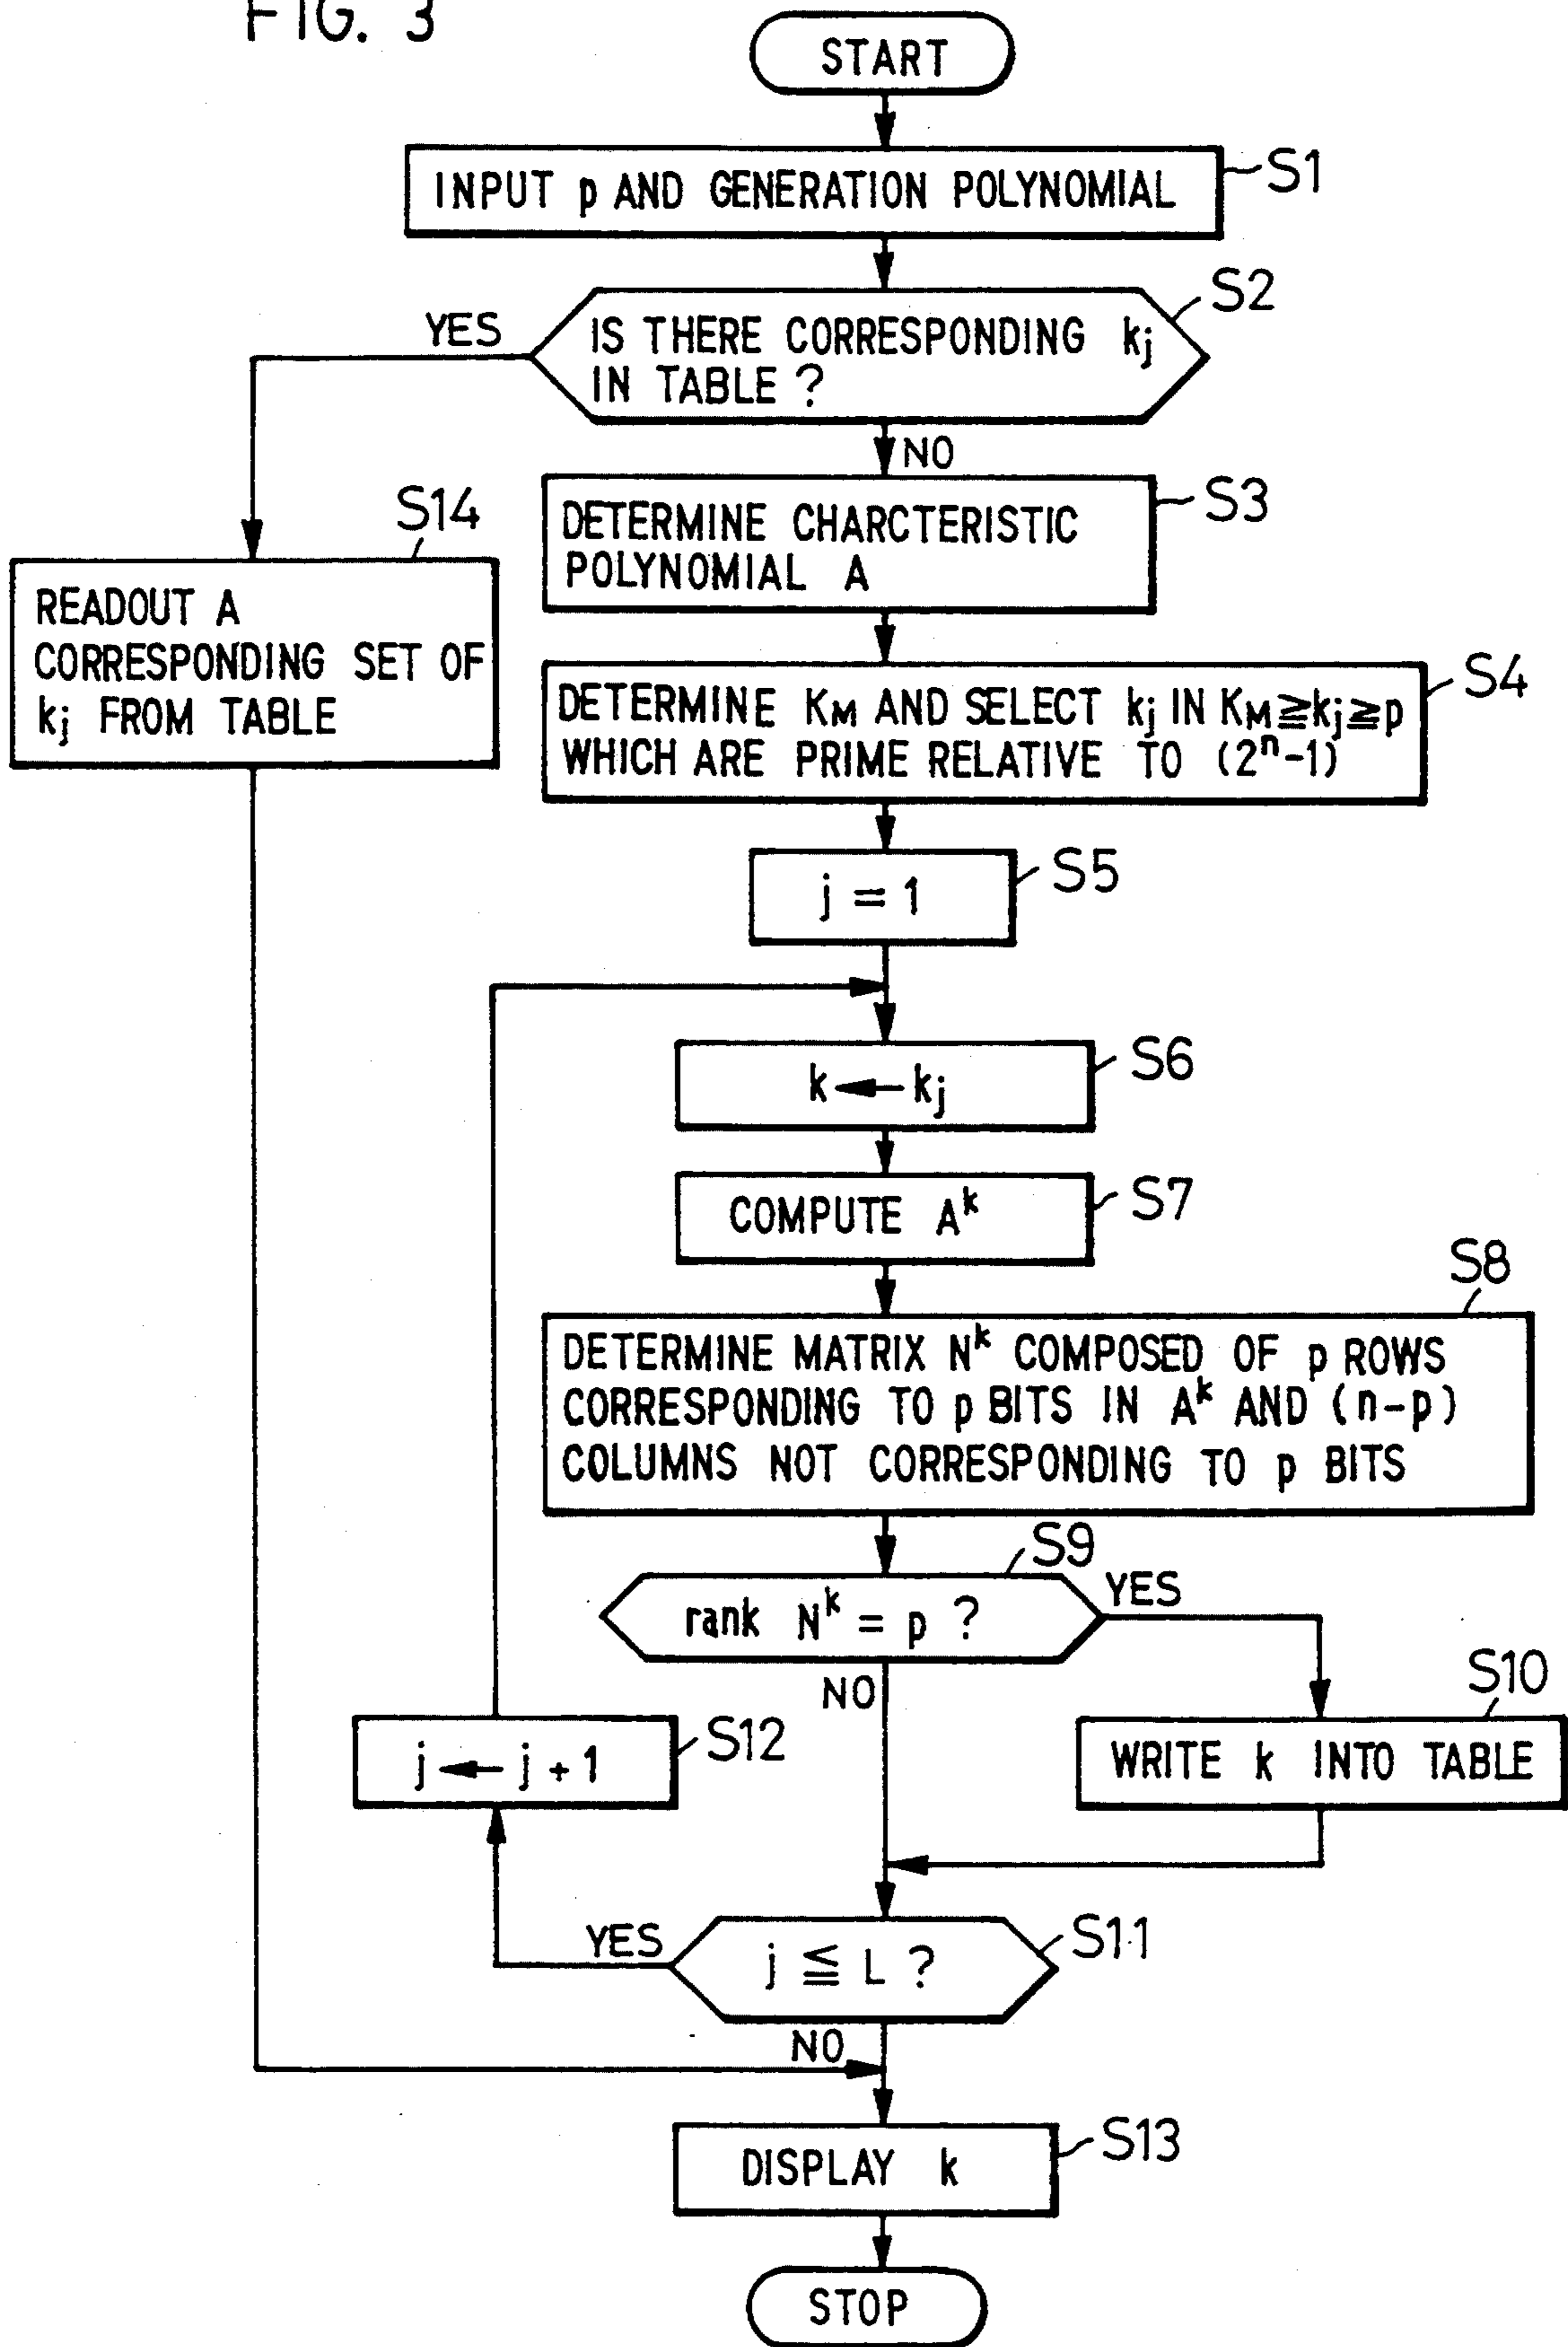 FIG. 3
START
INPUT p AND GENERATION POLYNOMIAL
S1
S2
YES
IS THERE CORRESPONDING kj
IN TABLE ?
NO
S14
S3
DETERMINE CHARCTERISTIC
POLYNOMIAL A
READOUT A
CORRESPONDING SET OF
kj FROM TABLE
S4
DETERMINE KM AND SELECT kj IN KM≧kj≧p
WHICH ARE PRIME RELATIVE TO (2ⁿ-1)
S5
j = 1
S6
k ← kj
S7
COMPUTE Aᵏ
S8
DETERMINE MATRIX Nᵏ COMPOSED OF p ROWS
CORRESPONDING TO p BITS IN Aᵏ AND (n-p)
COLUMNS NOT CORRESPONDING TO p BITS
S9
YES
rank Nᵏ = p ?
NO
S10
S12
j ← j + 1
WRITE k INTO TABLE
YES
S11
j ≦ L ?
NO
S13
DISPLAY k
STOP